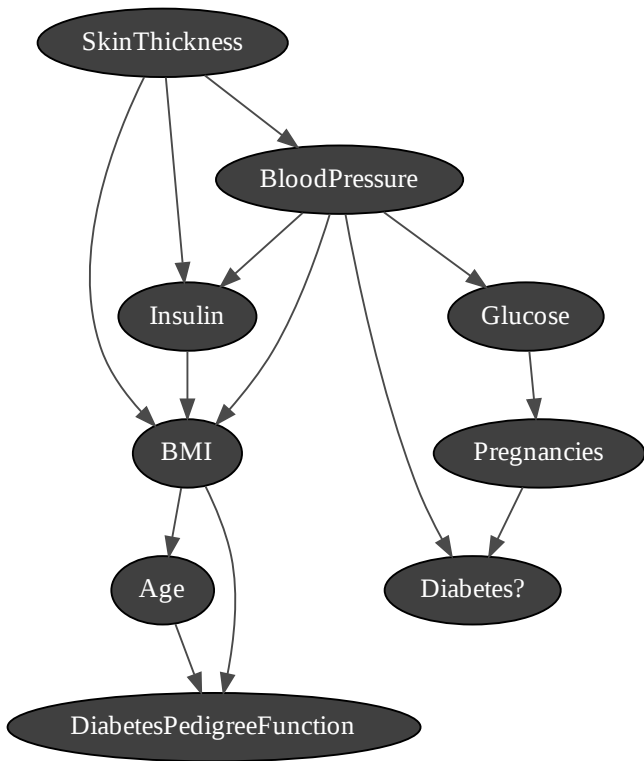 SkinThickness
BloodPressure
Insulin
Glucose
BMI
Pregnancies
Age
Diabetes?
DiabetesPedigreeFunction